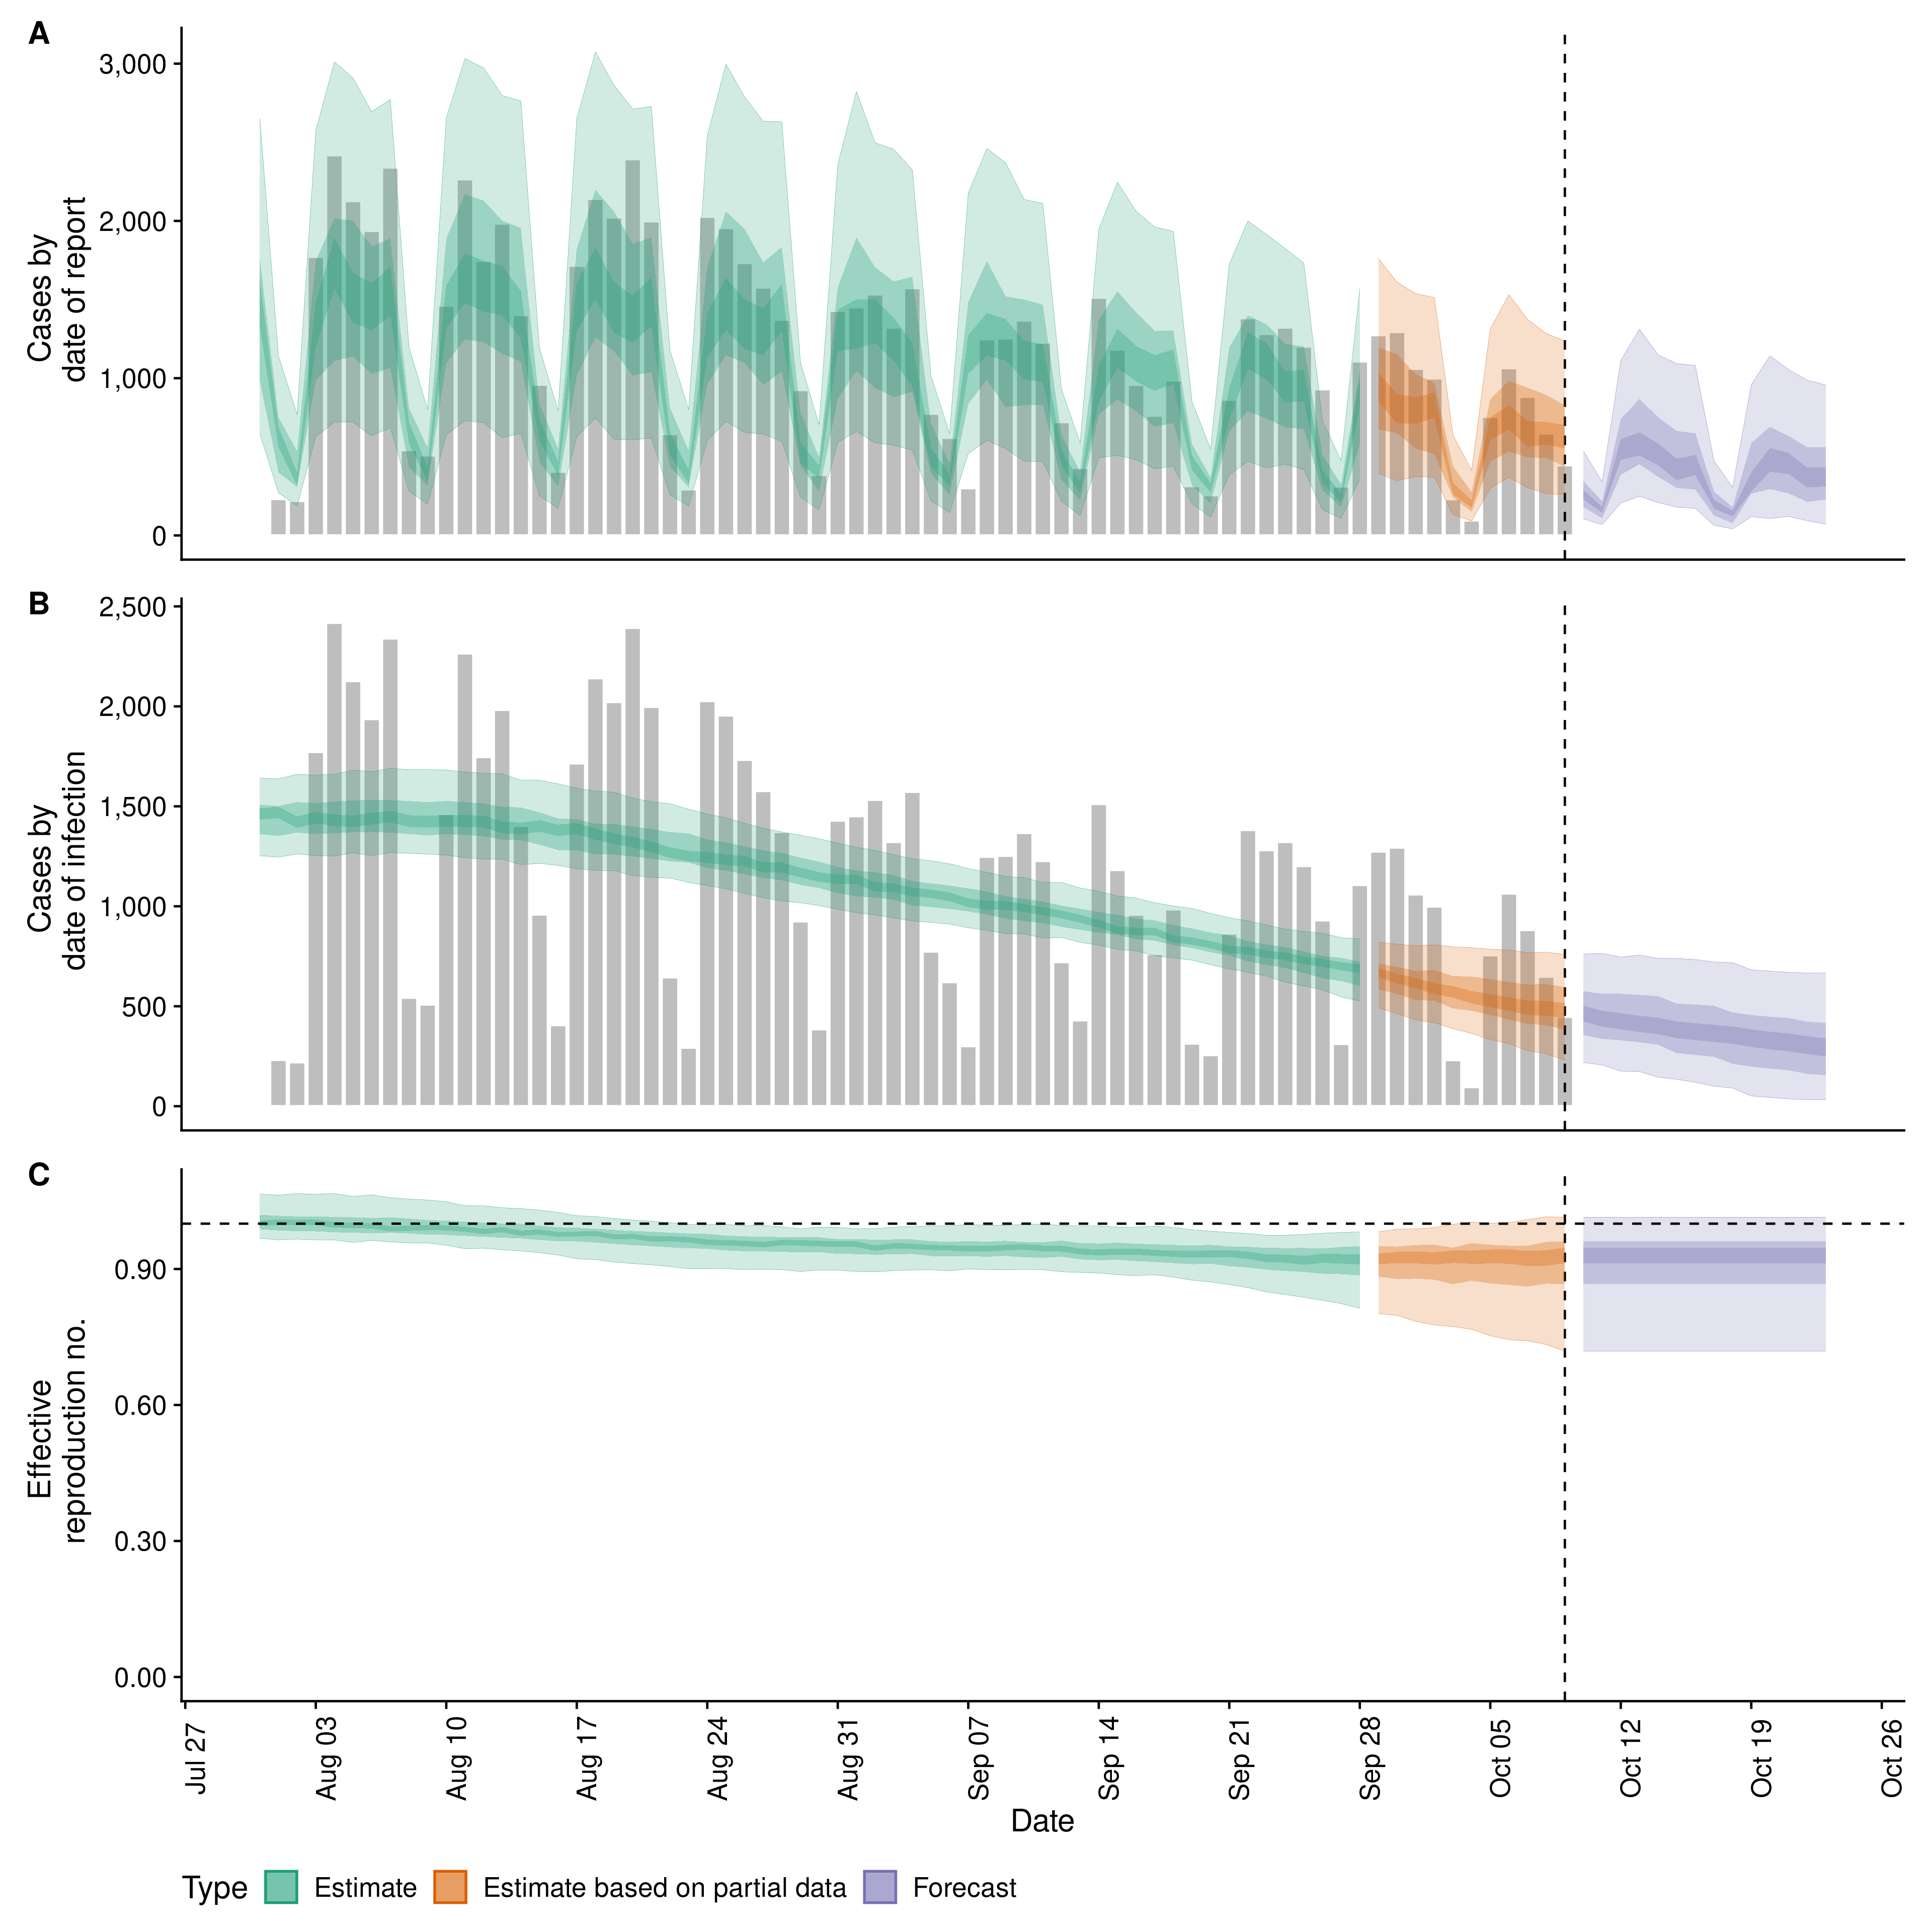 A
Cases by
date of report
3,000
2,000
1,000
0
B
Cases by
date of infection
2,500
2,000
1,500
1,000
500
0
C
Effective
reproduction no.
0.90
0.60
0.30
0.00
Jul 27
Aug 03
Aug 10
Aug 17
Aug 24
Aug 31
Sep 07
Sep 14
Sep 21
Sep 28
Oct 05
Oct 12
Oct 19
Oct 26
Date
Type Estimate Estimate based on partial data Forecast